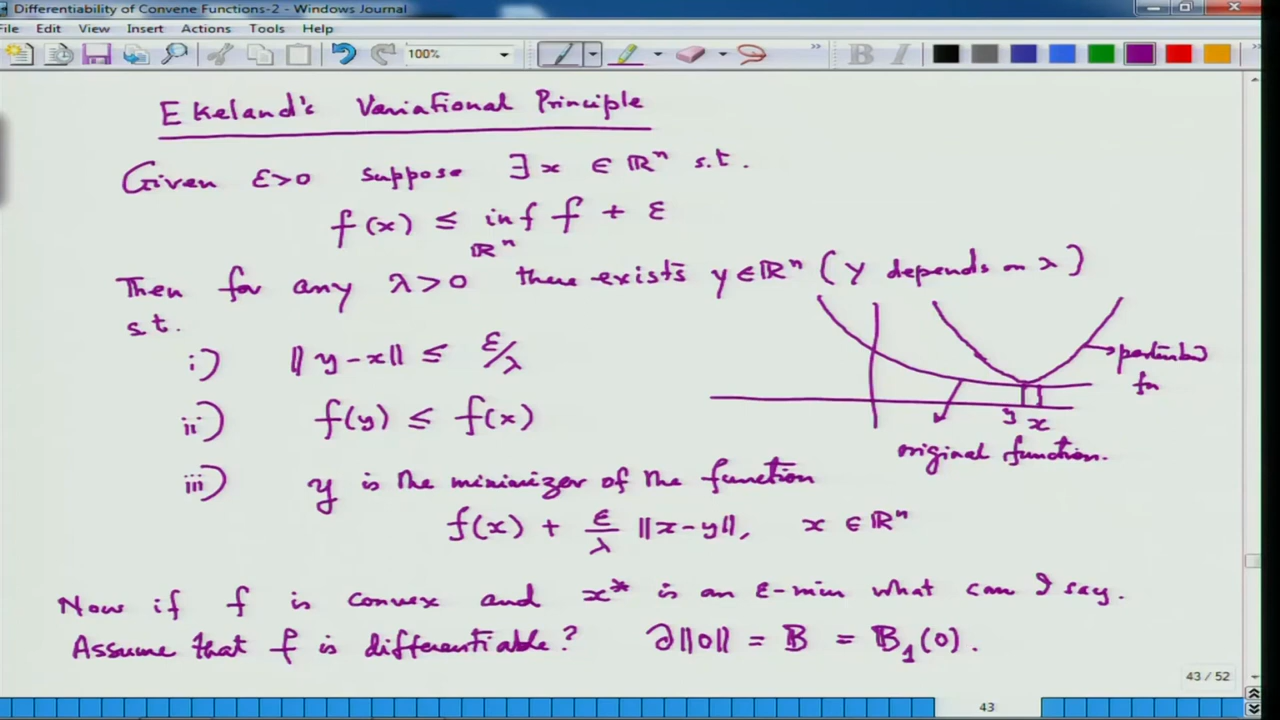 Differentiability of Convene Functions-2 - Windows Journal
File Edit View Insert Actions Tools Help
100%
Ekeland's Variational Principle
Given ε>0 suppose ∃ x ∈ ℝⁿ s.t.
f(x) ≤ inf f + ε
ℝⁿ
Then for any λ>0 there exists y∈ℝⁿ (y depends on λ)
s.t.
i) ‖y-x‖ ≤ ε/λ
ii) f(y) ≤ f(x)
iii) y is the minimizer of the function
f(x) + ε/λ ‖x-y‖, x ∈ ℝⁿ
perturbed
fn
y x
original function.
Now if f is convex and x* is an ε-min what can I say.
Assume that f is differentiable? ∂‖0‖ = B = B₁(0).
43 / 52
43